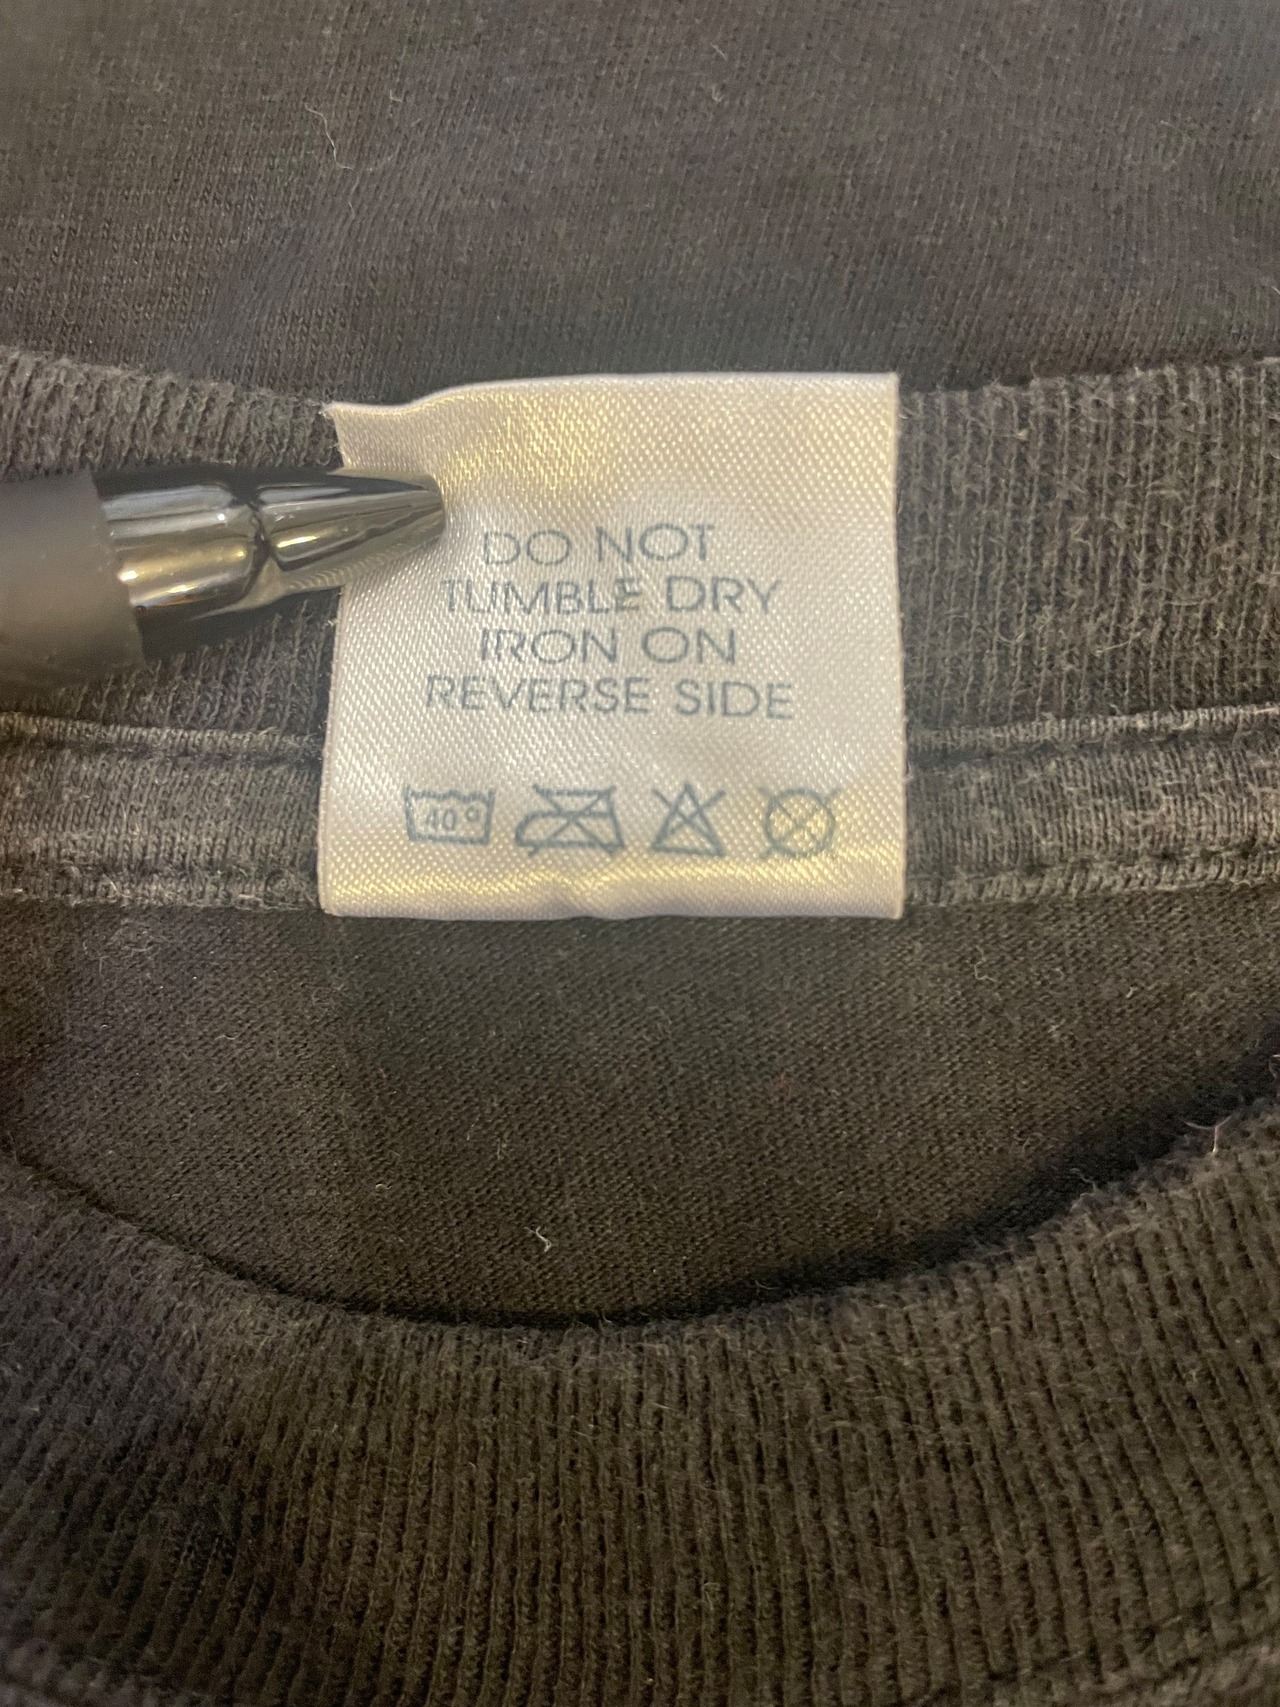 DO NOT
TUMBLE DRY
IRON ON
REVERSE SIDE
40°